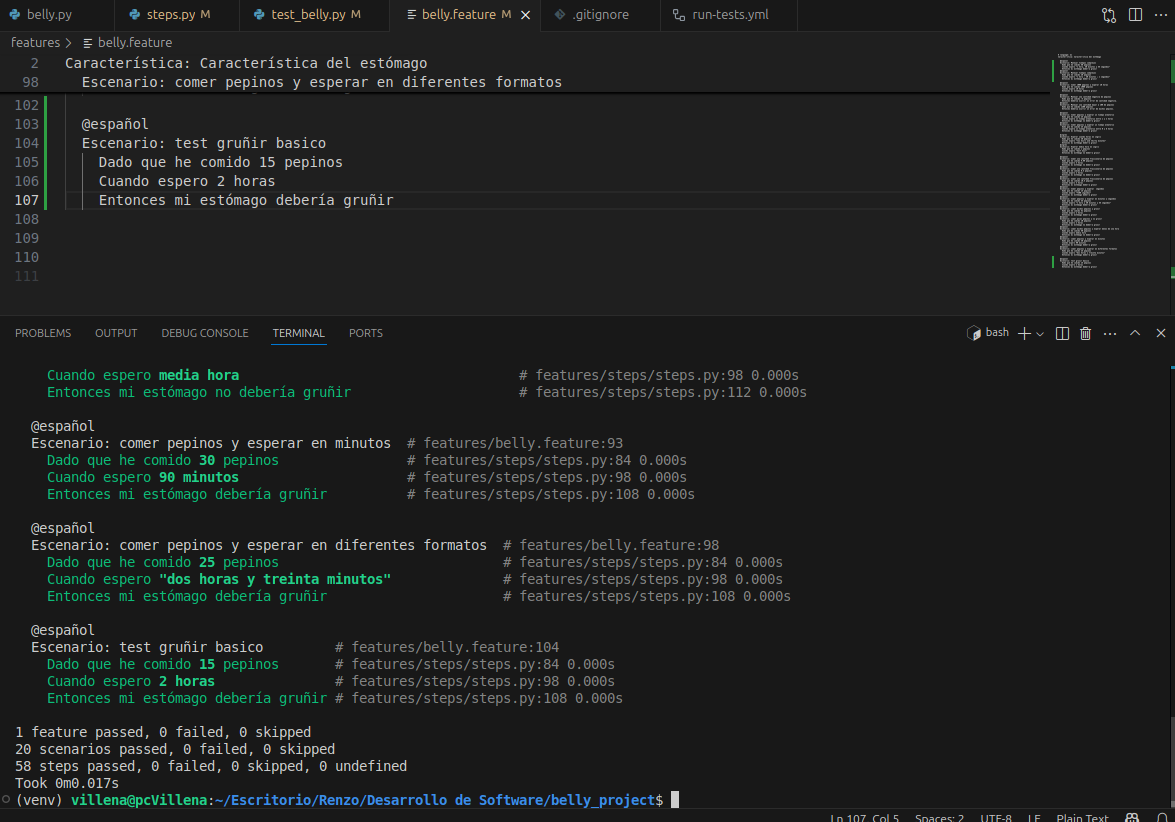 belly.py steps.py M test_belly.py M belly.feature M .gitignore run-tests.yml
features > belly.feature
2 Característica: Característica del estómago
98 Escenario: comer pepinos y esperar en diferentes formatos
102
103 @español
104 Escenario: test gruñir basico
105 Dado que he comido 15 pepinos
106 Cuando espero 2 horas
107 Entonces mi estómago debería gruñir
108
109
110
111
PROBLEMS OUTPUT DEBUG CONSOLE TERMINAL PORTS bash
Cuando espero media hora # features/steps/steps.py:98 0.000s
Entonces mi estómago no debería gruñir # features/steps/steps.py:112 0.000s
@español
Escenario: comer pepinos y esperar en minutos # features/belly.feature:93
Dado que he comido 30 pepinos # features/steps/steps.py:84 0.000s
Cuando espero 90 minutos # features/steps/steps.py:98 0.000s
Entonces mi estómago debería gruñir # features/steps/steps.py:108 0.000s
@español
Escenario: comer pepinos y esperar en diferentes formatos # features/belly.feature:98
Dado que he comido 25 pepinos # features/steps/steps.py:84 0.000s
Cuando espero "dos horas y treinta minutos" # features/steps/steps.py:98 0.000s
Entonces mi estómago debería gruñir # features/steps/steps.py:108 0.000s
@español
Escenario: test gruñir basico # features/belly.feature:104
Dado que he comido 15 pepinos # features/steps/steps.py:84 0.000s
Cuando espero 2 horas # features/steps/steps.py:98 0.000s
Entonces mi estómago debería gruñir # features/steps/steps.py:108 0.000s
1 feature passed, 0 failed, 0 skipped
20 scenarios passed, 0 failed, 0 skipped
58 steps passed, 0 failed, 0 skipped, 0 undefined
Took 0m0.017s
(venv) villena@pcVillena:~/Escritorio/Renzo/Desarrollo de Software/belly_project$
Ln 107, Col 5 Spaces: 2 UTF-8 LF Plain Text